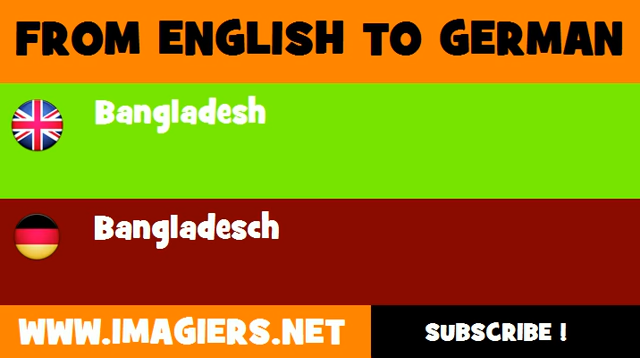 FROM ENGLISH TO GERMAN
Bangladesh
Bangladesch
WWW.IMAGIERS.NET
SUBSCRIBE !